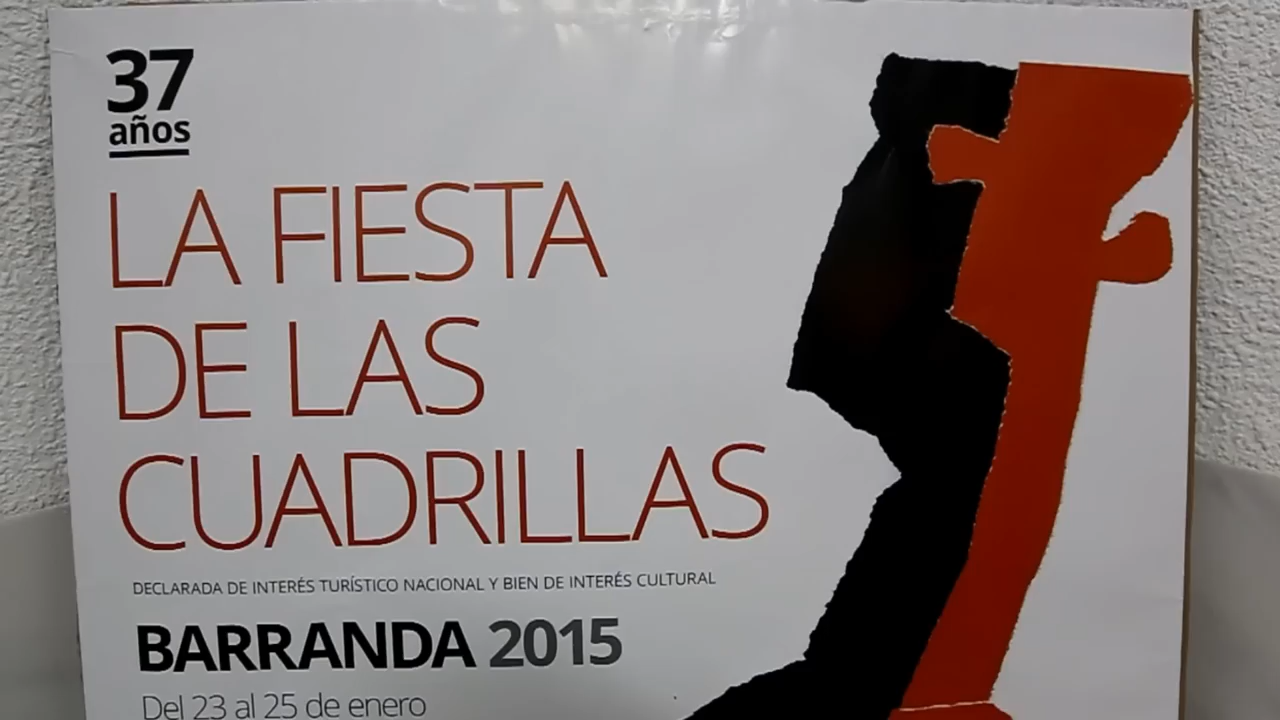 37
años
LA FIESTA
DE LAS
CUADRILLAS
DECLARADA DE INTERÉS TURÍSTICO NACIONAL Y BIEN DE INTERÉS CULTURAL
BARRANDA 2015
Del 23 al 25 de enero